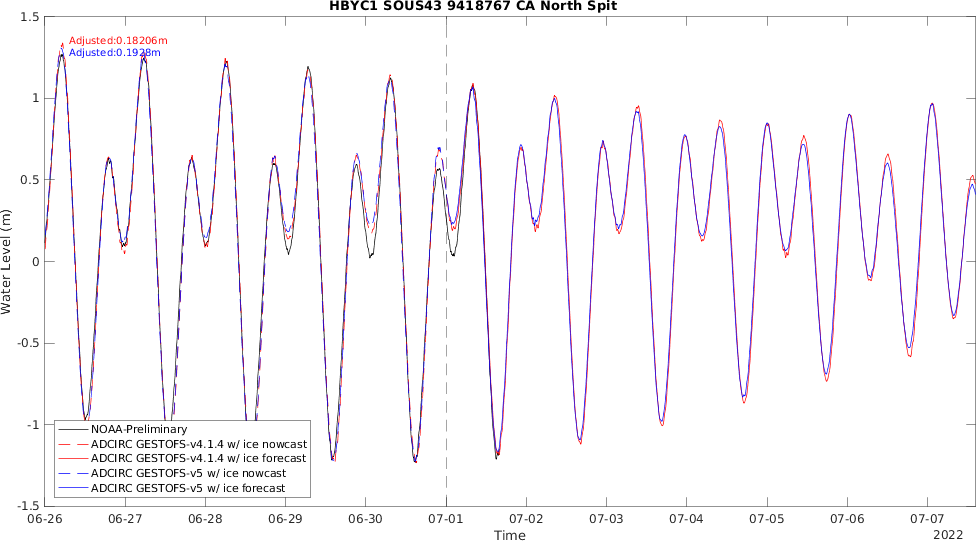 HBYC1 SOUS43 9418767 CA North Spit
Adjusted:0.18206m
Adjusted:0.1928m
1.5
1
0.5
0
-0.5
-1
-1.5
Water Level (m)
NOAA-Preliminary
ADCIRC GESTOFS-v4.1.4 w/ ice nowcast
ADCIRC GESTOFS-v4.1.4 w/ ice forecast
ADCIRC GESTOFS-v5 w/ ice nowcast
ADCIRC GESTOFS-v5 w/ ice forecast
06-26 06-27 06-28 06-29 06-30 07-01 07-02 07-03 07-04 07-05 07-06 07-07
Time
2022